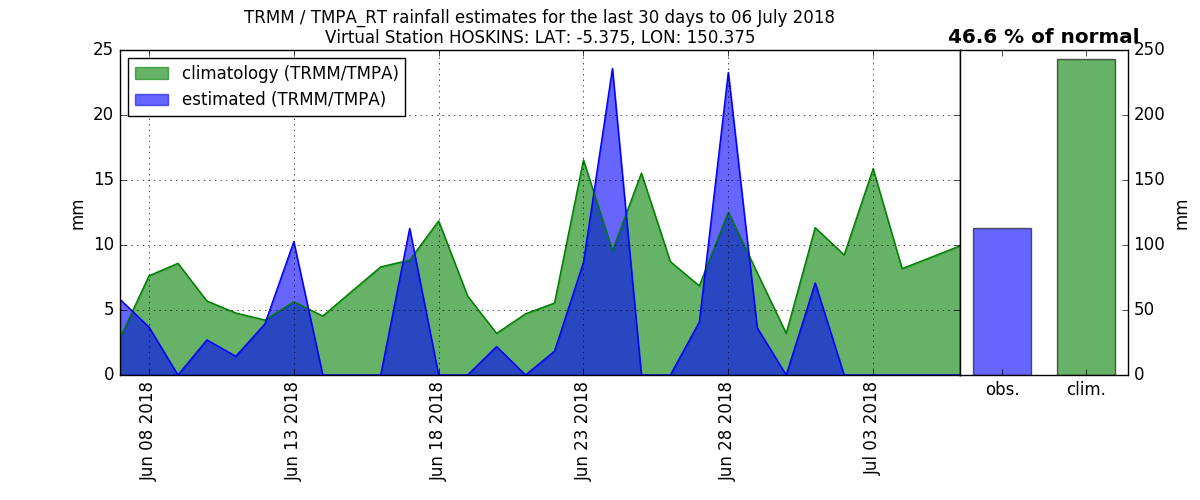 TRMM / TMPA_RT rainfall estimates for the last 30 days to 06 July 2018
Virtual Station HOSKINS: LAT: -5.375, LON: 150.375
46.6 % of normal
climatology (TRMM/TMPA)
estimated (TRMM/TMPA)
25
20
15
10
5
0
mm
Jun 08 2018
Jun 13 2018
Jun 18 2018
Jun 23 2018
Jun 28 2018
Jul 03 2018
250
200
150
100
50
0
mm
obs.
clim.